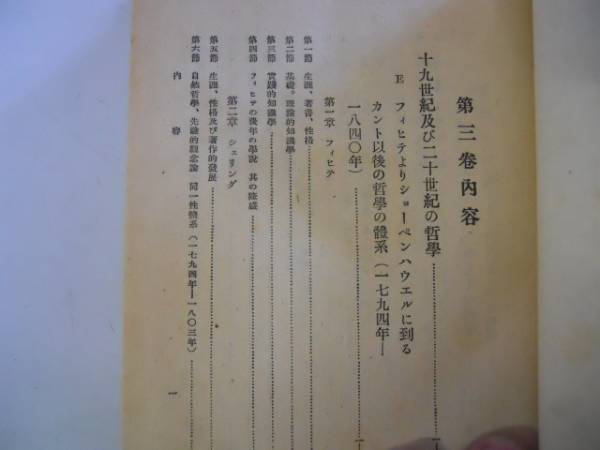 第三卷內容
十九世紀及び二十世紀の哲學
E フィヒテよりショーペンハウエルに到る
カント以後の哲學の體系（一七九四年―
一八四〇年）
第一章 フィヒテ
第一節 生涯、著書、性格
第二節 基礎。理論的知識學
第三節 實踐的知識學
第四節 フィヒテの後年の學說 其の隆盛
第二章 シェリング
第五節 生涯、性格及び著作的發展
第六節 自然哲學、先驗的觀念論 同一性體系（一七九四年―一八〇三年）
內容 一